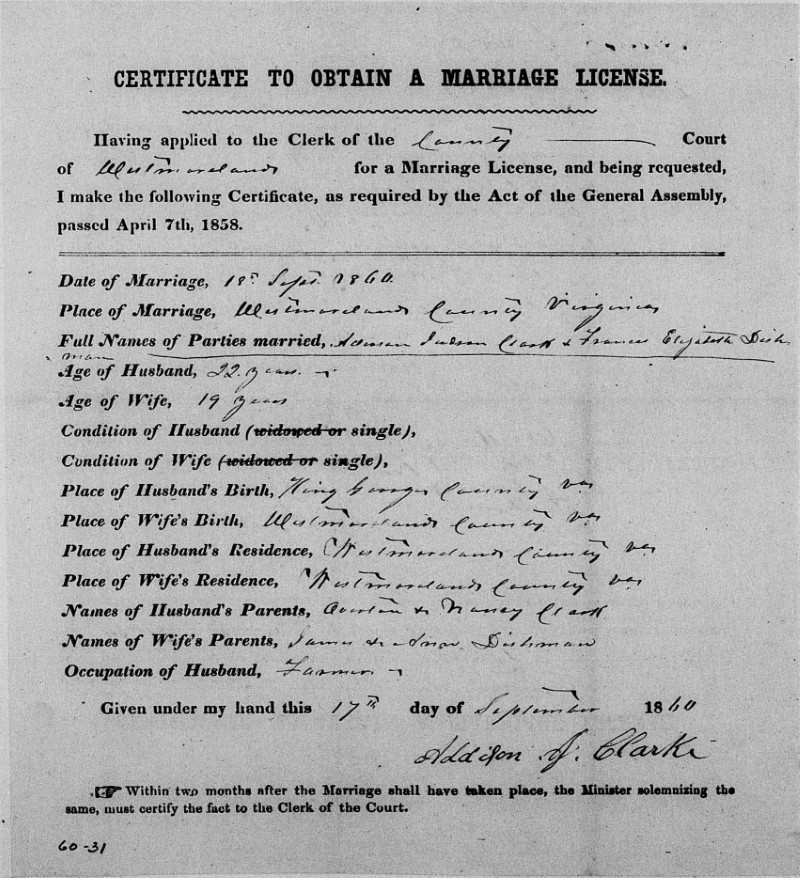 CERTIFICATE TO OBTAIN A MARRIAGE LICENSE.
Having applied to the Clerk of the County Court
of Westmoreland for a Marriage License, and being requested,
I make the following Certificate, as required by the Act of the General Assembly,
passed April 7th, 1858.
Date of Marriage, 18th Sept. 1860
Place of Marriage, Westmoreland County Virginia
Full Names of Parties married, Judson Clark & Frances Elizabeth Dish
man
Age of Husband, 22 years.
Age of Wife, 19 years
Condition of Husband (widowed or single),
Condition of Wife (widowed or single),
Place of Husband's Birth, King George County Va
Place of Wife's Birth, Westmoreland County Va
Place of Husband's Residence, Westmoreland County Va
Place of Wife's Residence, Westmoreland County Va
Names of Husband's Parents, & Nancy Clark
Names of Wife's Parents, James & Dishman
Occupation of Husband, Farmer
Given under my hand this 17th day of September 1860
Addison J. Clarke
Within two months after the Marriage shall have taken place, the Minister solemnizing the
same, must certify the fact to the Clerk of the Court.
60-31